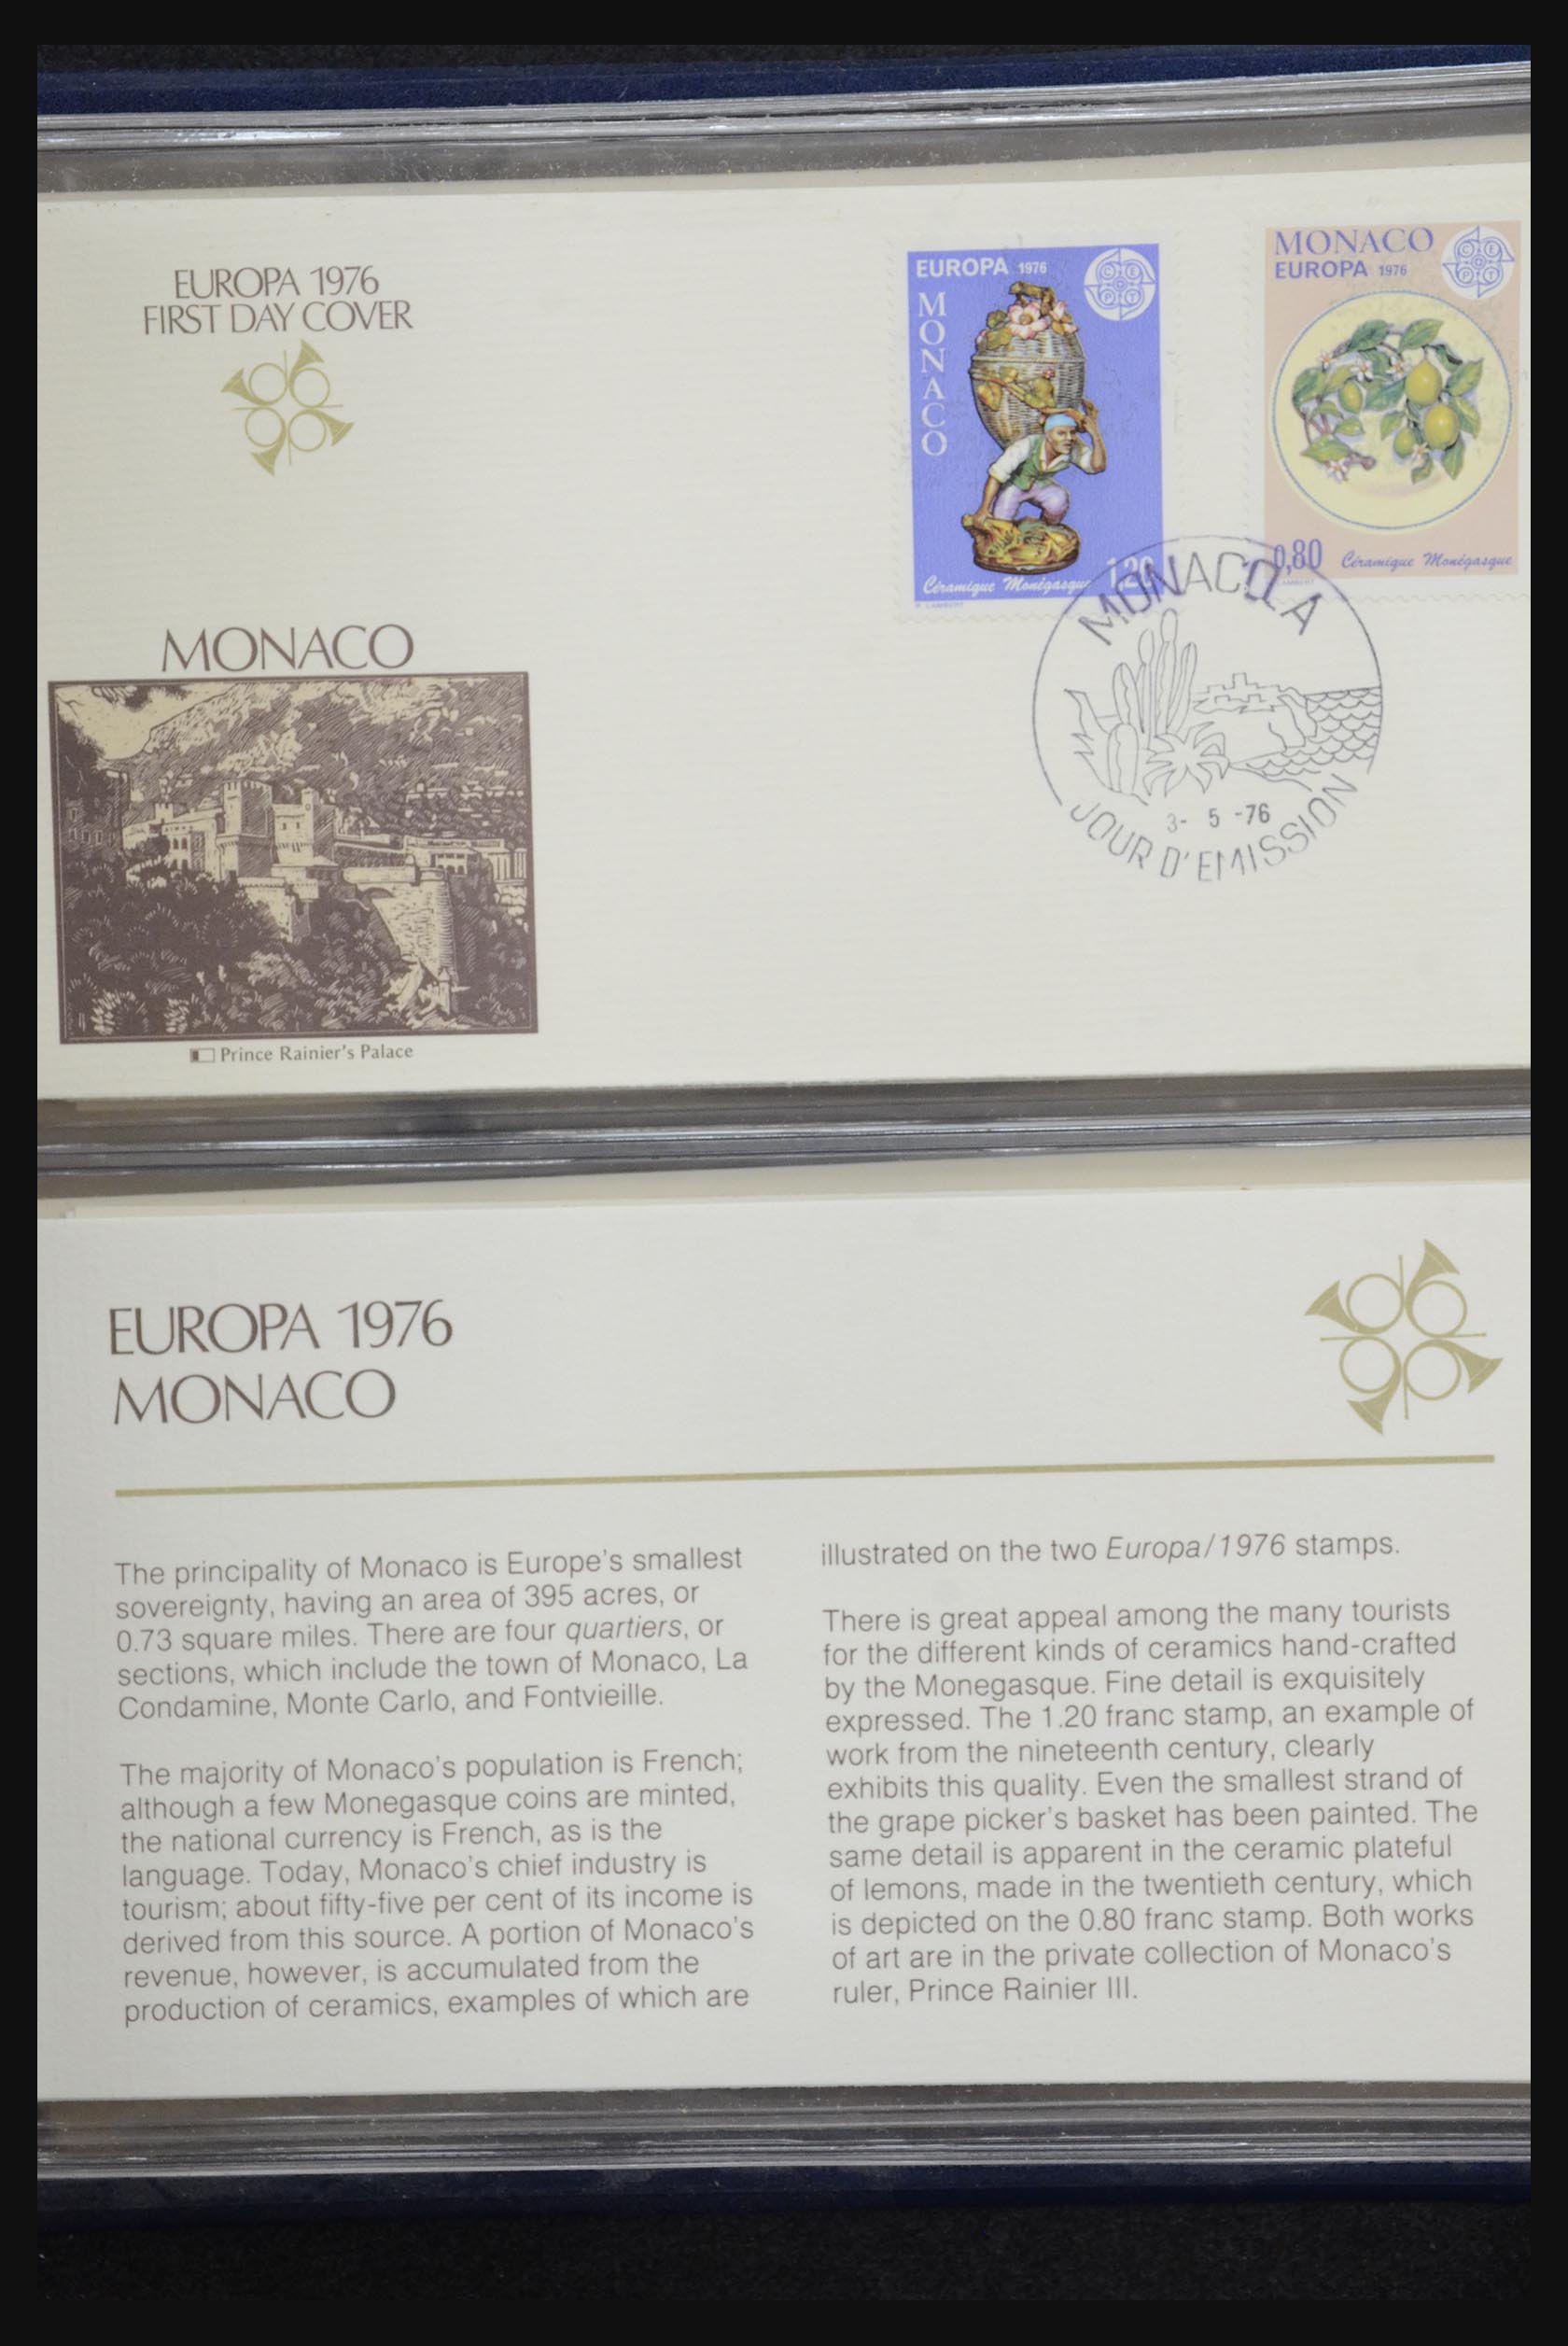 EUROPA 1976
FIRST DAY COVER
EUROPA 1976
MONACO
Céramique Monégasque 1,20
P. LAMBERT
MONACO
EUROPA 1976
0,80 Céramique Monégasque
LAMBERT
MONACO A
3- 5 -76
JOUR D'EMISSION
MONACO
Prince Rainier's Palace
EUROPA 1976
MONACO
The principality of Monaco is Europe's smallest
sovereignty, having an area of 395 acres, or
0.73 square miles. There are four quartiers, or
sections, which include the town of Monaco, La
Condamine, Monte Carlo, and Fontvieille.
The majority of Monaco's population is French;
although a few Monegasque coins are minted,
the national currency is French, as is the
language. Today, Monaco's chief industry is
tourism; about fifty-five per cent of its income is
derived from this source. A portion of Monaco's
revenue, however, is accumulated from the
production of ceramics, examples of which are
illustrated on the two Europa/1976 stamps.
There is great appeal among the many tourists
for the different kinds of ceramics hand-crafted
by the Monegasque. Fine detail is exquisitely
expressed. The 1.20 franc stamp, an example of
work from the nineteenth century, clearly
exhibits this quality. Even the smallest strand of
the grape picker's basket has been painted. The
same detail is apparent in the ceramic plateful
of lemons, made in the twentieth century, which
is depicted on the 0.80 franc stamp. Both works
of art are in the private collection of Monaco's
ruler, Prince Rainier III.